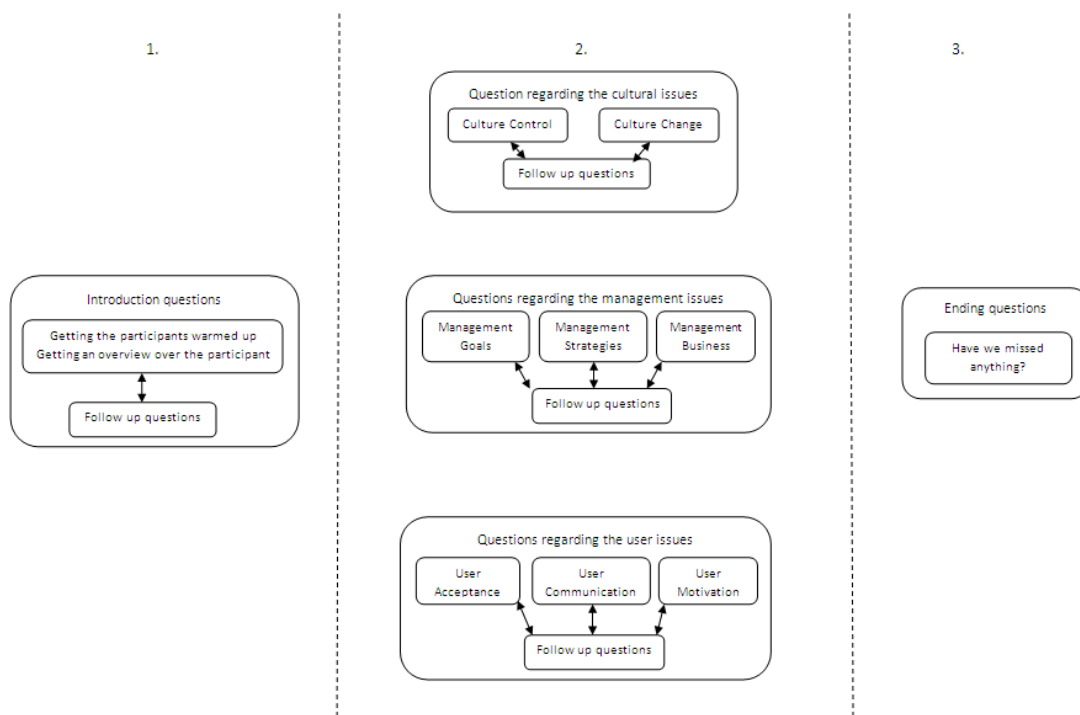 1.
Introduction questions
Getting the participants warmed up
Getting an overview over the participant
Follow up questions
2.
Question regarding the cultural issues
Culture Control
Culture Change
Follow up questions
Questions regarding the management issues
Management
Goals
Management
Strategies
Management
Business
Follow up questions
Questions regarding the user issues
User
Acceptance
User
Communication
User
Motivation
Follow up questions
3.
Ending questions
Have we missed
anything?